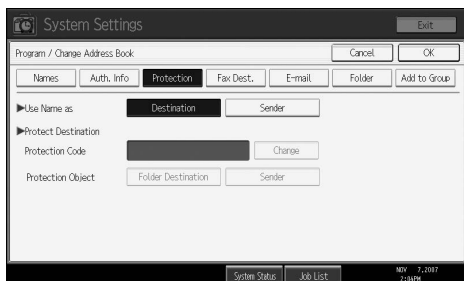 System Settings
Exit
Program / Change Address Book
Cancel
OK
Names
Auth. Info
Protection
Fax Dest.
E-mail
Folder
Add to Group
▶Use Name as
Destination
Sender
▶Protect Destination
Protection Code
Change
Protection Object
Folder Destination
Sender
System Status
Job List
NOV 7,2007
2:04PM